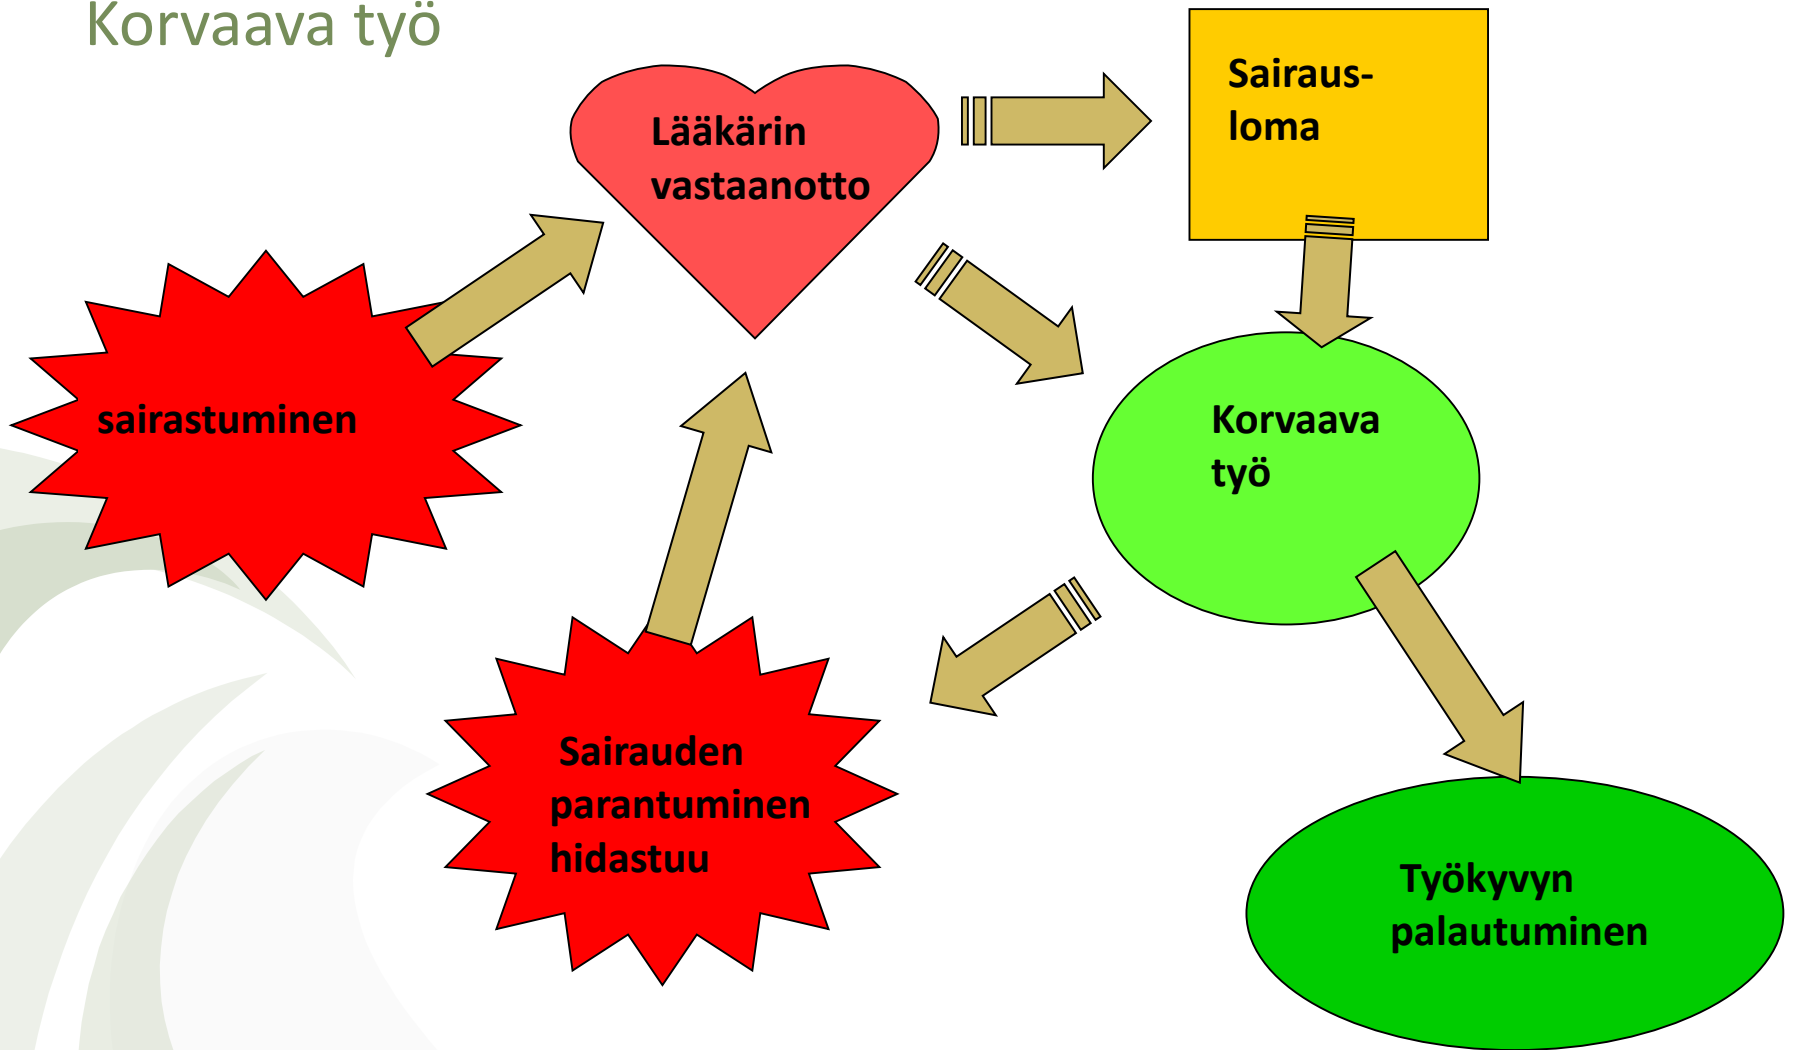 Korvaava työ
Sairaus-
loma
Lääkärin
vastaanotto
sairastuminen
Korvaava
työ
Sairauden
parantuminen
hidastuu
Työkyvyn
palautuminen